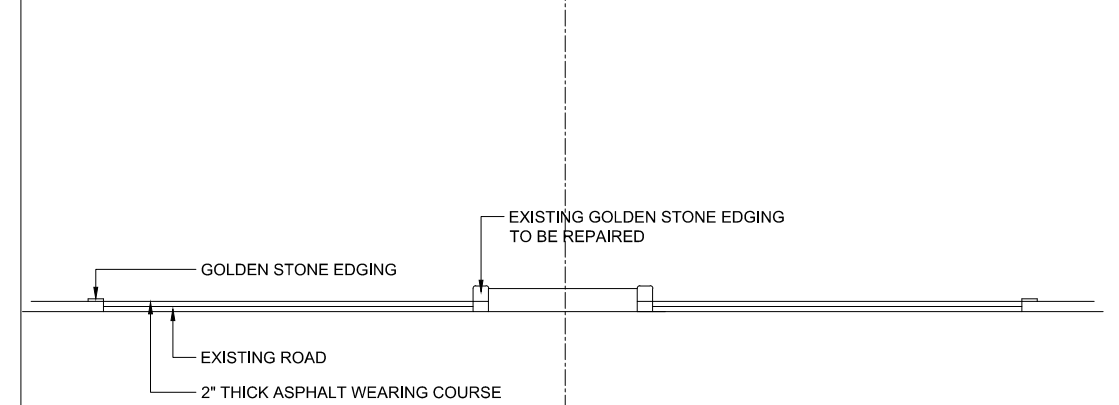 EXISTING GOLDEN STONE EDGING
TO BE REPAIRED
GOLDEN STONE EDGING
EXISTING ROAD
2" THICK ASPHALT WEARING COURSE